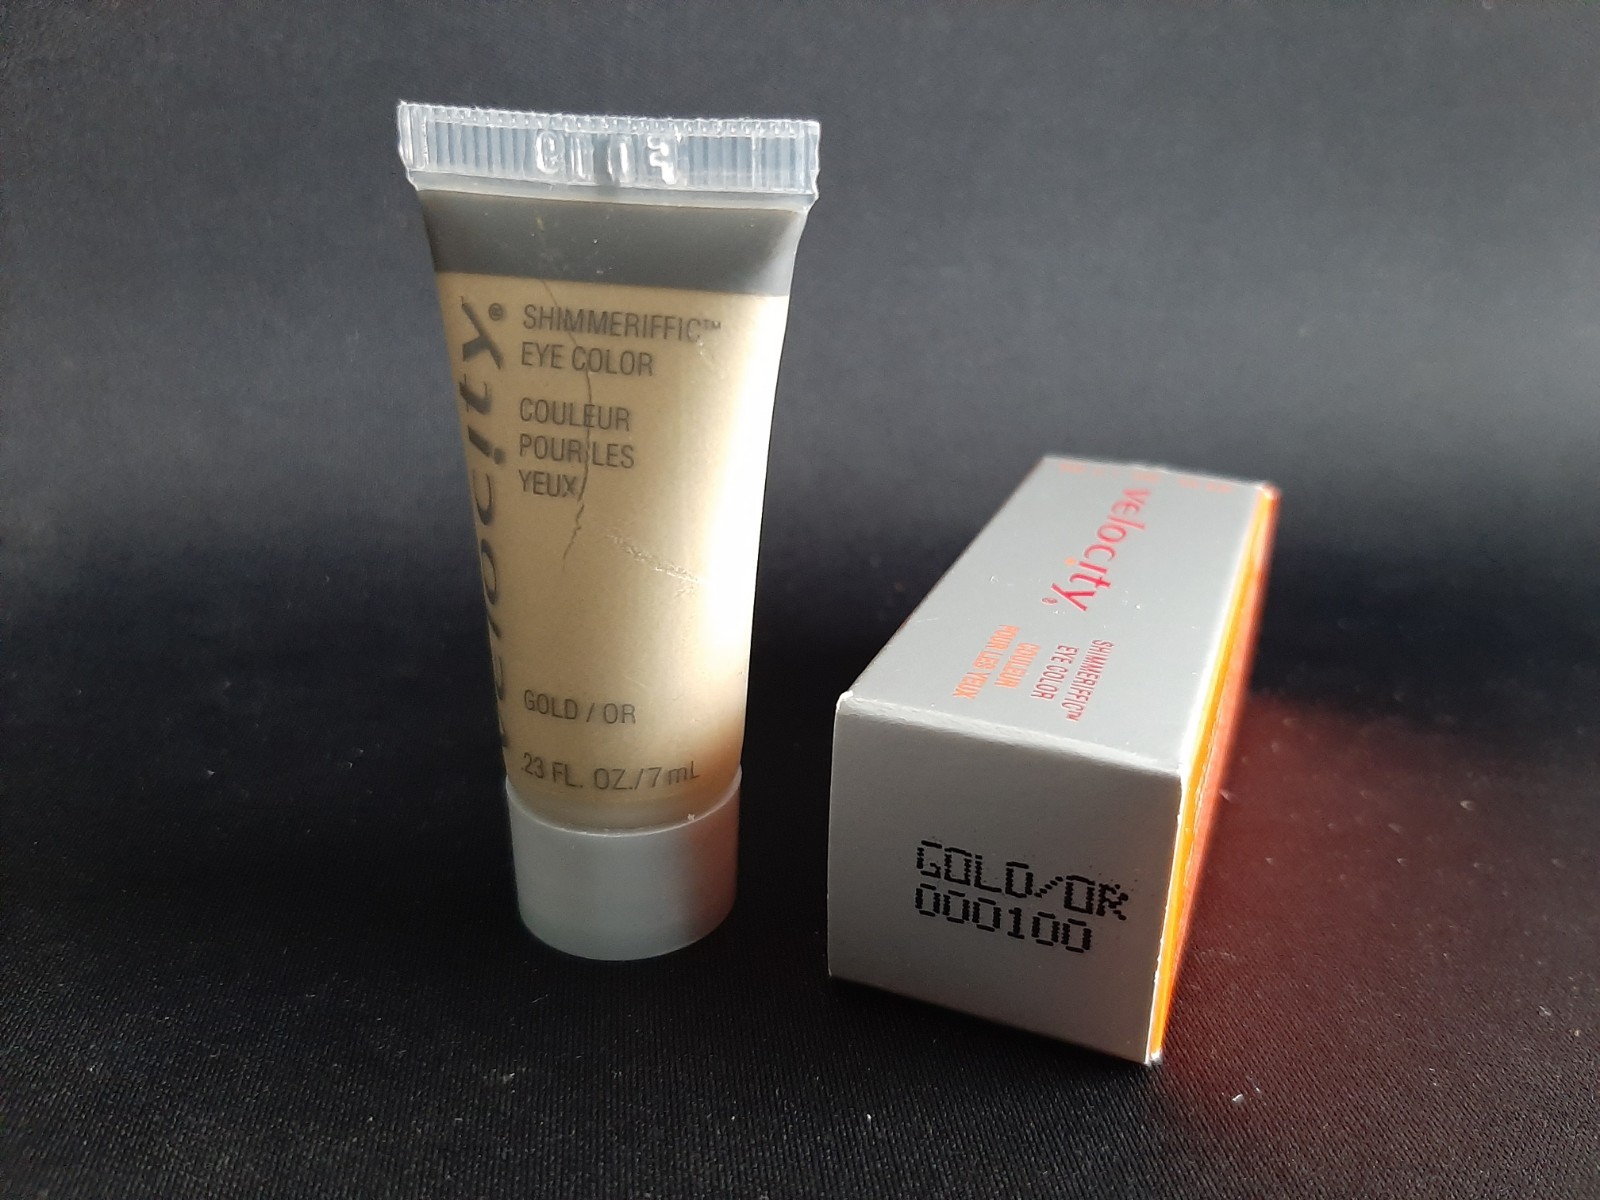 velocity®
SHIMMERIFFIC™
EYE COLOR
COULEUR
POUR LES
YEUX
GOLD / OR
.23 FL. OZ./7 mL
velocity®
SHIMMERIFFIC™
EYE COLOR
COULEUR
POUR LES YEUX
GOLD/OR
000100